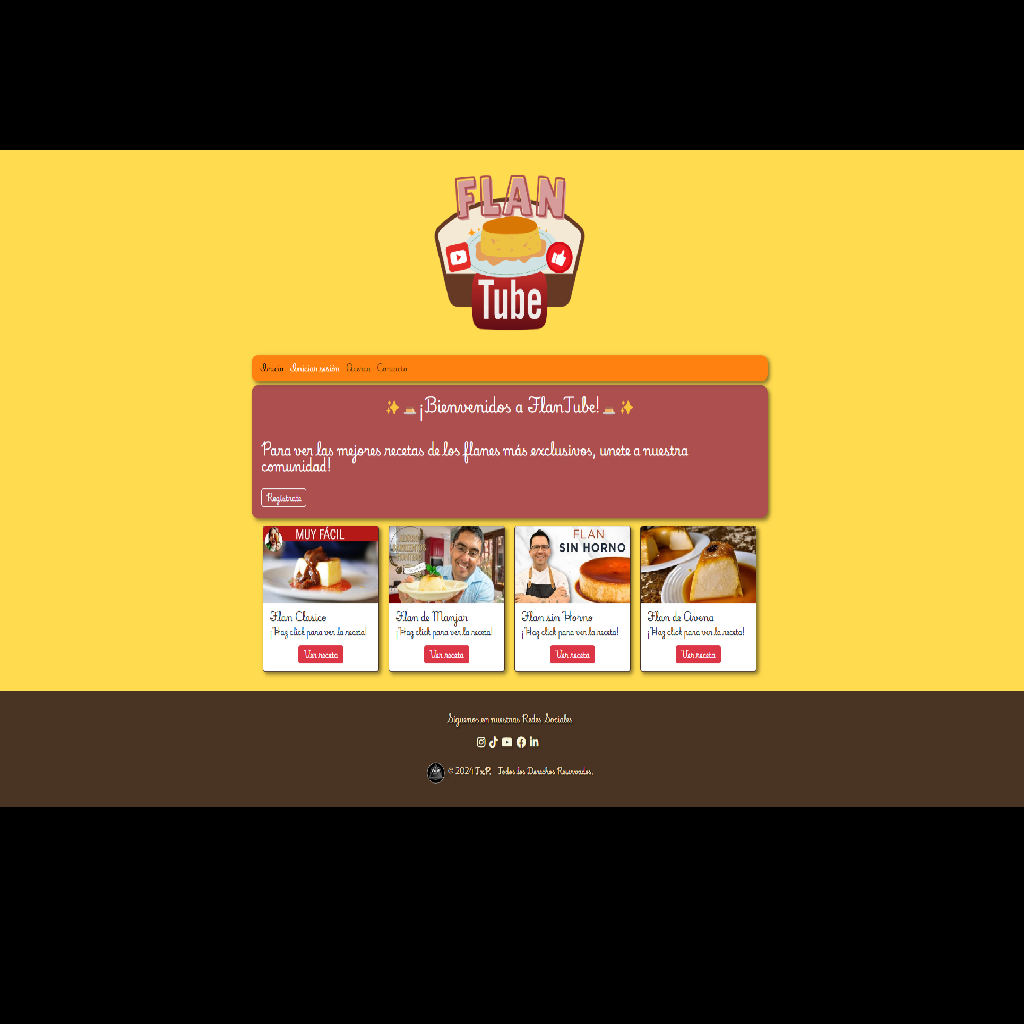 FLAN
Tube
Inicio Iniciar sesión Acerca Contacto
✨🍮¡Bienvenidos a FlanTube!🍮✨
Para ver las mejores recetas de los flanes más exclusivos, unete a nuestra
comunidad!
Registrate
MUY FÁCIL
FLAN
SIN HORNO
Flan Clasico
¡Haz click para ver la receta!
Ver receta
Flan de Manjar
¡Haz click para ver la receta!
Ver receta
Flan sin Horno
¡Haz click para ver la receta!
Ver receta
Flan de Avena
¡Haz click para ver la receta!
Ver receta
Síguenos en nuestras Redes Sociales
© 2024 TxP. Todos los Derechos Reservados.